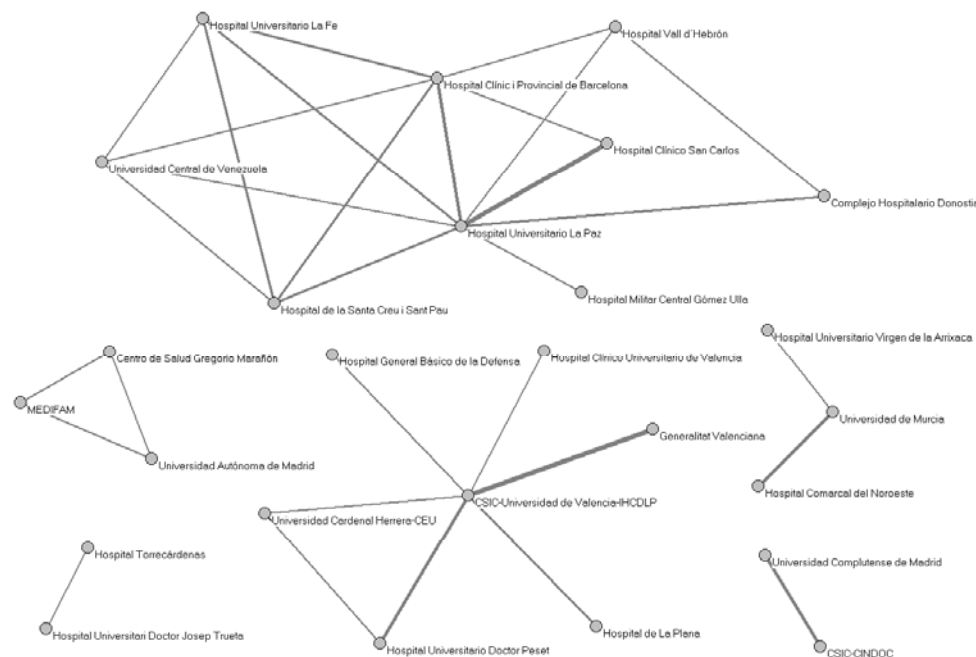 Hospital Universitario La Fe
Hospital Vall d´Hebrón
Hospital Clínic i Provincial de Barcelona
Hospital Clínico San Carlos
Universidad Central de Venezuela
Complejo Hospitalario Donostia
Hospital Universitario La Paz
Hospital Militar Central Gómez Ulla
Hospital de la Santa Creu i Sant Pau
Hospital Universitario Virgen de la Arrixaca
Centro de Salud Gregorio Marañón
Hospital General Básico de la Defensa
Hospital Clínico Universitario de Valencia
MEDIFAM
Universidad de Murcia
Generalitat Valenciana
Universidad Autónoma de Madrid
Hospital Comarcal del Noroeste
CSIC-Universidad de Valencia-IHCDLP
Universidad Cardenal Herrera-CEU
Hospital Torrecárdenas
Universidad Complutense de Madrid
Hospital Universitari Doctor Josep Trueta
Hospital de La Plana
Hospital Universitario Doctor Peset
CSIC-CINDOC